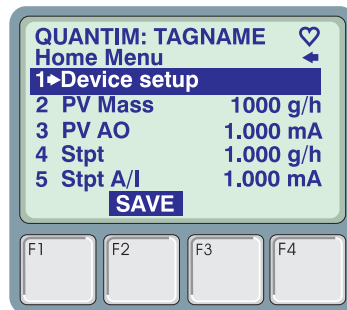 QUANTIM: TAGNAME ♡
Home Menu
1 Device setup
2 PV Mass 1000 g/h
3 PV AO 1.000 mA
4 Stpt 1.000 g/h
5 Stpt A/I 1.000 mA
SAVE
F1 F2 F3 F4